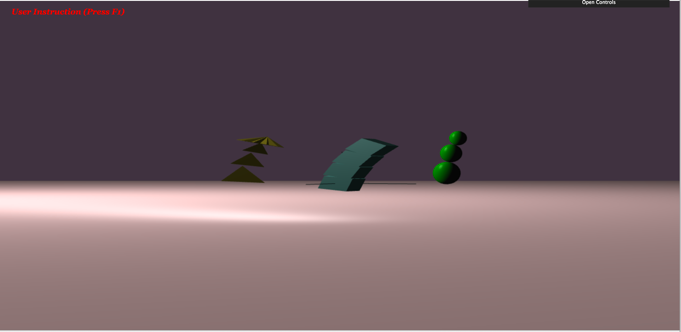 User Instruction (Press F1)
Open Controls